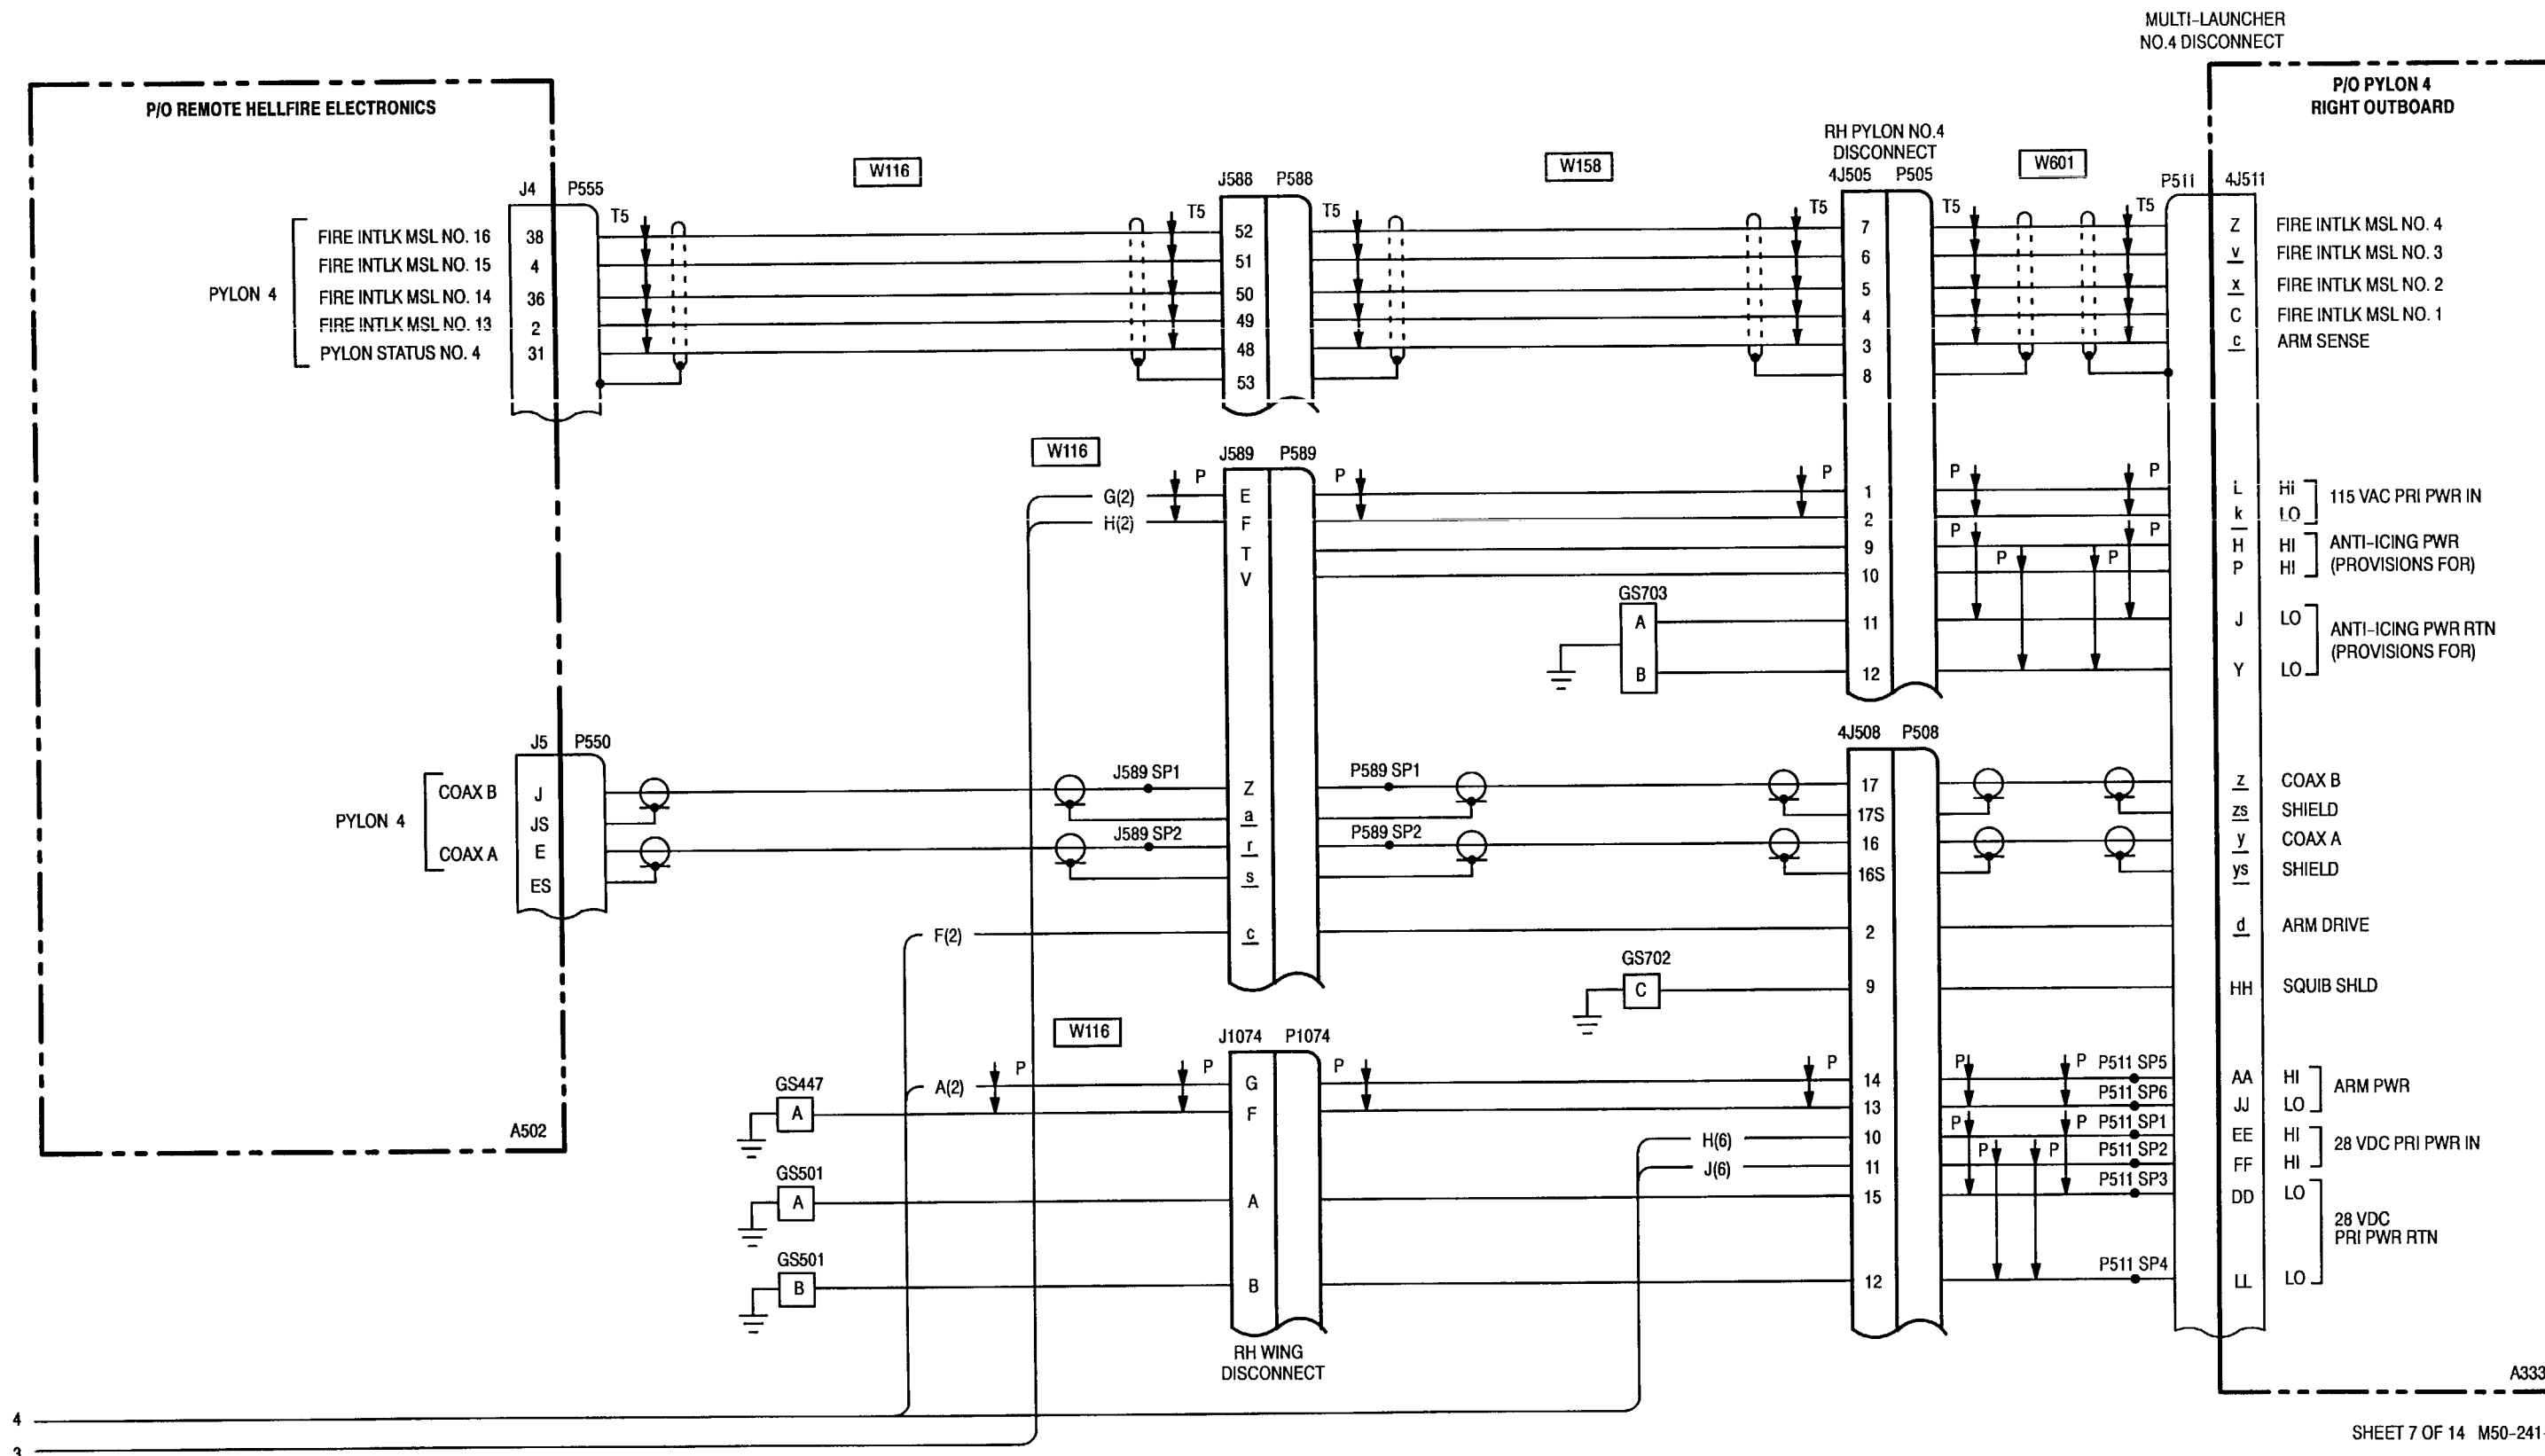 MULTI-LAUNCHER
NO.4 DISCONNECT
P/O REMOTE HELLFIRE ELECTRONICS
P/O PYLON 4
RIGHT OUTBOARD
RH PYLON NO.4
DISCONNECT
W116
W158
W601
J4 P555
J588 P588
4J505 P505
P511 4J511
T5 T5 T5 T5 T5 T5
PYLON 4
FIRE INTLK MSL NO. 16 38 52 7 Z FIRE INTLK MSL NO. 4
FIRE INTLK MSL NO. 15 4 51 6 v FIRE INTLK MSL NO. 3
FIRE INTLK MSL NO. 14 36 50 5 x FIRE INTLK MSL NO. 2
FIRE INTLK MSL NO. 13 2 49 4 C FIRE INTLK MSL NO. 1
PYLON STATUS NO. 4 31 48 3 c ARM SENSE
53 8
W116
J589 P589
P P P P P
G(2) E 1 L HI 115 VAC PRI PWR IN
H(2) F 2 k LO
P P
T 9 H HI ANTI-ICING PWR
V 10 P P P HI (PROVISIONS FOR)
GS703
A 11 J LO ANTI-ICING PWR RTN
(PROVISIONS FOR)
B 12 Y LO
J5 P550
4J508 P508
PYLON 4
COAX B J J589 SP1 Z P589 SP1 17 z COAX B
JS a 17S zs SHIELD
COAX A E J589 SP2 r P589 SP2 16 y COAX A
ES s 16S ys SHIELD
F(2) c 2 d ARM DRIVE
GS702
C 9 HH SQUIB SHLD
W116
J1074 P1074
P P P P P P P511 SP5
A(2) G 14 AA HI ARM PWR
GS447
A F 13 P511 SP6 JJ LO
H(6) 10 P P P511 SP1 EE HI 28 VDC PRI PWR IN
J(6) 11 P P P511 SP2 FF HI
GS501
A A 15 P511 SP3 DD LO
28 VDC
PRI PWR RTN
GS501
B B 12 P511 SP4 LL LO
A502
RH WING
DISCONNECT
A333
4
3
SHEET 7 OF 14 M50-241